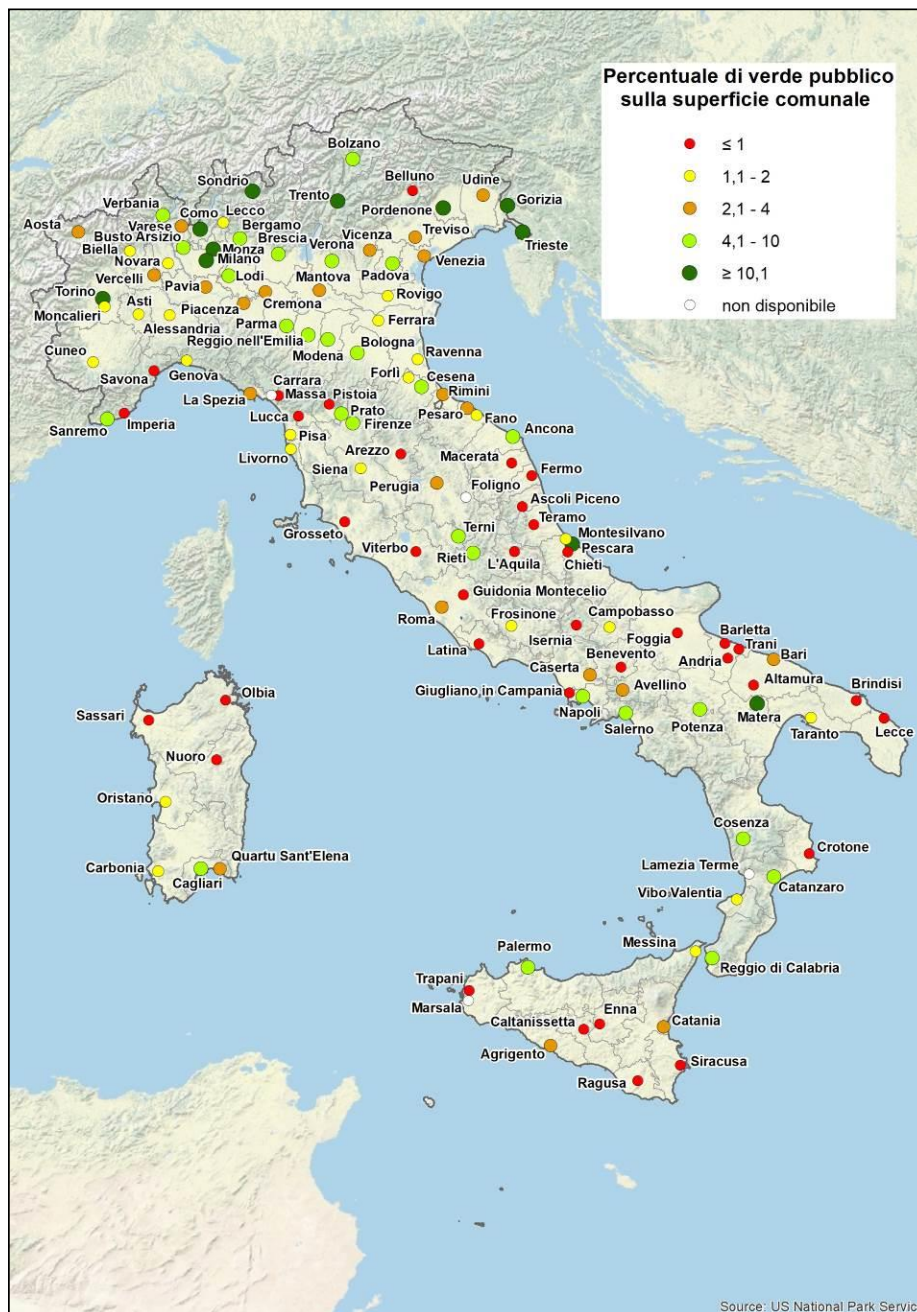 Percentuale di verde pubblico
sulla superficie comunale
≤ 1
1,1 - 2
2,1 - 4
4,1 - 10
≥ 10,1
non disponibile
Bolzano
Sondrio
Belluno
Udine
Trento
Verbania
Pordenone
Gorizia
Como
Lecco
Aosta
Varese
Bergamo
Treviso
Busto Arsizio
Brescia
Verona
Vicenza
Trieste
Biella
Monza
Novara
Milano
Venezia
Vercelli
Lodi
Mantova
Padova
Torino
Pavia
Asti
Cremona
Rovigo
Moncalieri
Piacenza
Alessandria
Parma
Ferrara
Reggio nell'Emilia
Cuneo
Modena
Bologna
Ravenna
Savona
Genova
Forlì
Cesena
Carrara
La Spezia
Massa
Pistoia
Rimini
Lucca
Prato
Pesaro
Fano
Sanremo
Imperia
Firenze
Ancona
Pisa
Livorno
Arezzo
Macerata
Siena
Fermo
Perugia
Foligno
Ascoli Piceno
Grosseto
Terni
Teramo
Montesilvano
Viterbo
Rieti
L'Aquila
Pescara
Chieti
Guidonia Montecelio
Roma
Frosinone
Campobasso
Latina
Isernia
Foggia
Barletta
Trani
Benevento
Andria
Bari
Caserta
Giugliano in Campania
Avellino
Altamura
Brindisi
Olbia
Napoli
Salerno
Potenza
Matera
Taranto
Lecce
Sassari
Nuoro
Oristano
Cosenza
Crotone
Carbonia
Cagliari
Quartu Sant'Elena
Lamezia Terme
Catanzaro
Vibo Valentia
Messina
Palermo
Reggio di Calabria
Trapani
Marsala
Enna
Caltanissetta
Catania
Agrigento
Siracusa
Ragusa
Source: US National Park Servic